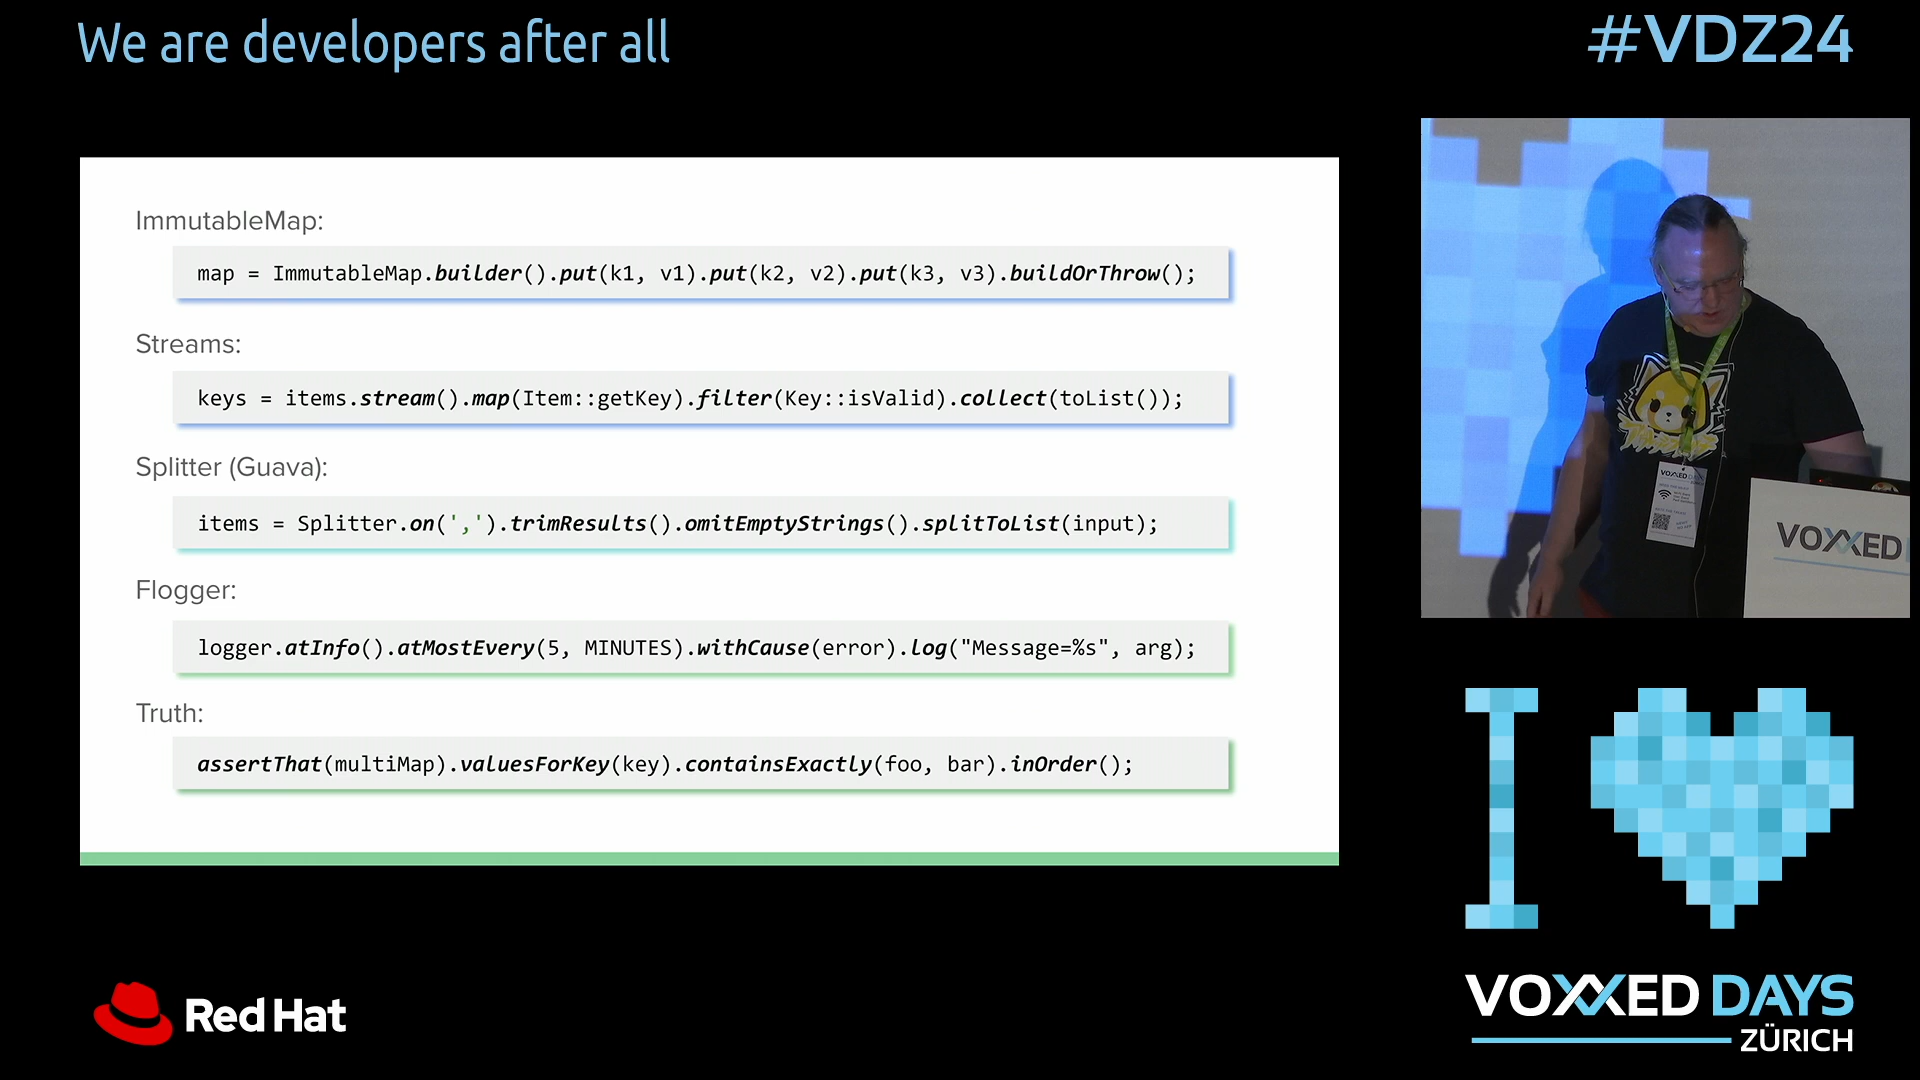 We are developers after all
#VDZ24
ImmutableMap:
map = ImmutableMap.builder().put(k1, v1).put(k2, v2).put(k3, v3).buildOrThrow();
Streams:
keys = items.stream().map(Item::getKey).filter(Key::isValid).collect(toList());
Splitter (Guava):
items = Splitter.on(',').trimResults().omitEmptyStrings().splitToList(input);
Flogger:
logger.atInfo().atMostEvery(5, MINUTES).withCause(error).log("Message=%s", arg);
Truth:
assertThat(multiMap).valuesForKey(key).containsExactly(foo, bar).inOrder();
VOXXED DAYS
VOXXED
I
Red Hat
VOXXED DAYS
ZÜRICH